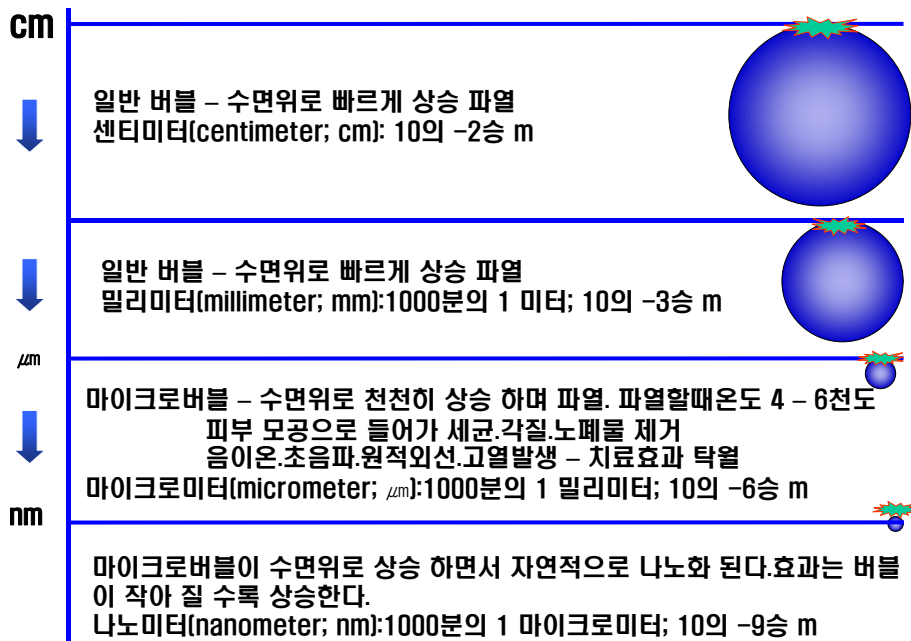 cm
일반 버블 – 수면위로 빠르게 상승 파열
센티미터(centimeter; cm): 10의 -2승 m
일반 버블 – 수면위로 빠르게 상승 파열
밀리미터(millimeter; mm):1000분의 1 미터; 10의 -3승 m
㎛
마이크로버블 – 수면위로 천천히 상승 하며 파열. 파열할때온도 4 – 6천도
피부 모공으로 들어가 세균.각질.노폐물 제거
음이온.초음파.원적외선.고열발생 – 치료효과 탁월
마이크로미터(micrometer; ㎛):1000분의 1 밀리미터; 10의 -6승 m
nm
마이크로버블이 수면위로 상승 하면서 자연적으로 나노화 된다.효과는 버블
이 작아 질 수록 상승한다.
나노미터(nanometer; nm):1000분의 1 마이크로미터; 10의 -9승 m